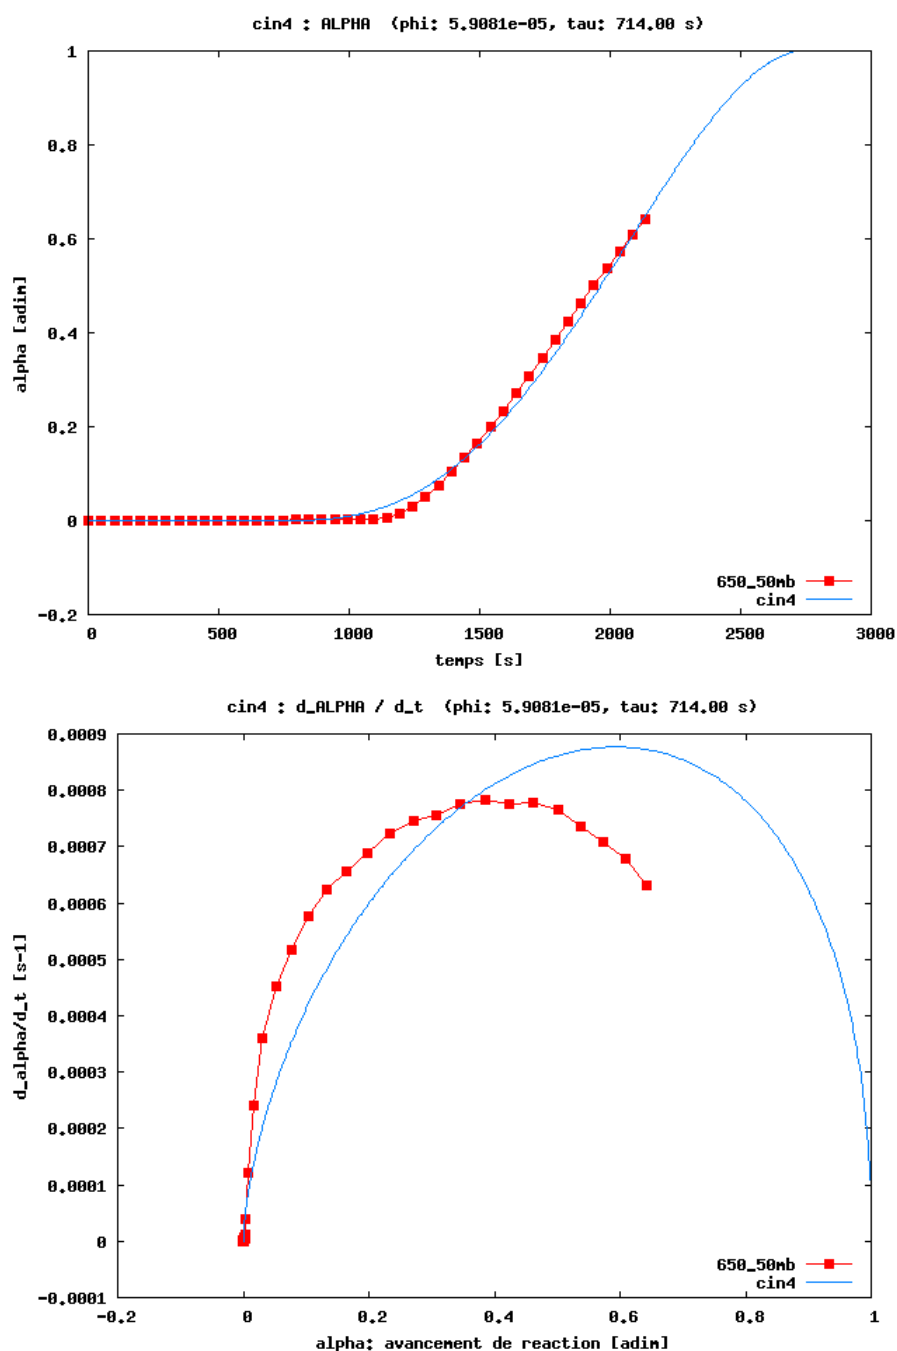 cin4 : ALPHA  (phi: 5.9081e-05, tau: 714.00 s)
1
0.8
0.6
0.4
0.2
0
-0.2
alpha [adim]
650_50mb
cin4
0 500 1000 1500 2000 2500 3000
temps [s]
cin4 : d_ALPHA / d_t  (phi: 5.9081e-05, tau: 714.00 s)
0.0009
0.0008
0.0007
0.0006
0.0005
0.0004
0.0003
0.0002
0.0001
0
-0.0001
d_alpha/d_t [s-1]
650_50mb
cin4
-0.2 0 0.2 0.4 0.6 0.8 1
alpha: avancement de reaction [adim]